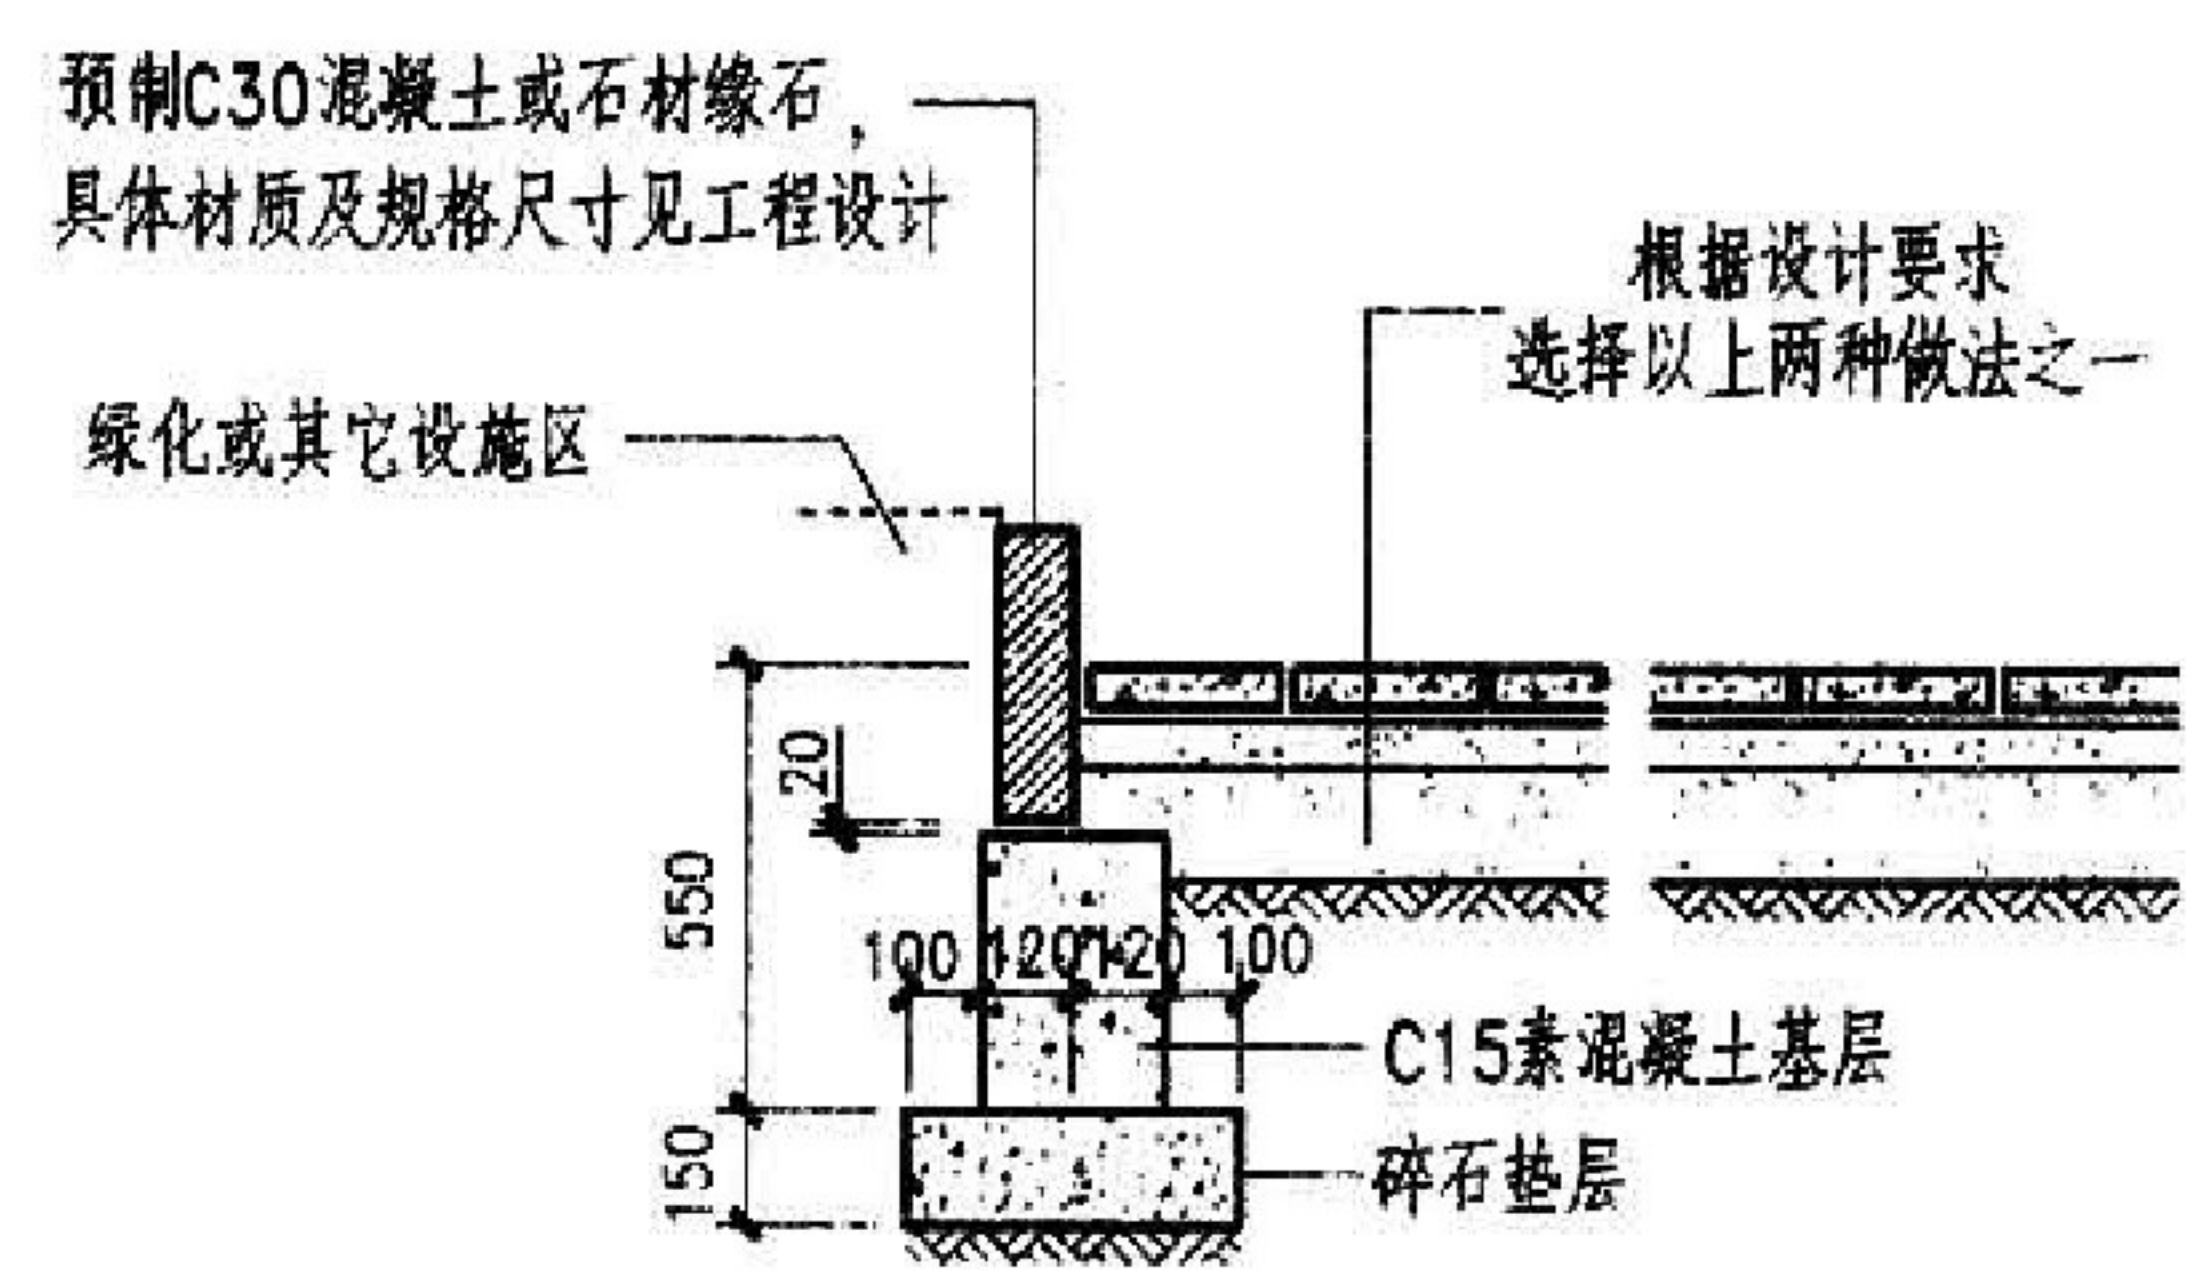 预制C30混凝土或石材缘石，
具体材质及规格尺寸见工程设计
根据设计要求
选择以上两种做法之一
绿化或其它设施区
20
550
100 120 120 100
C15素混凝土基层
150
碎石垫层